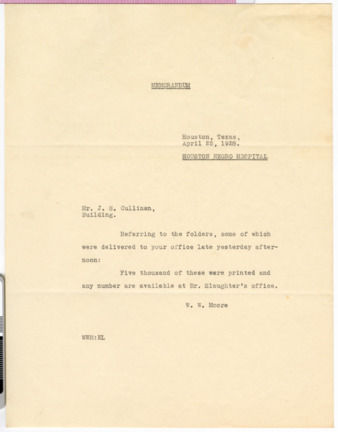 MEMORANDUM
Houston, Texas,
April 28, 1925.
HOUSTON NEGRO HOSPITAL
Mr. J. S. Cullinan,
Building.
Referring to the folders, some of which
were delivered to your office late yesterday after-
noon:
Five thousand of these were printed and
any number are available at Dr. Slaughter's office.
W. W. Moore
WWM:EL